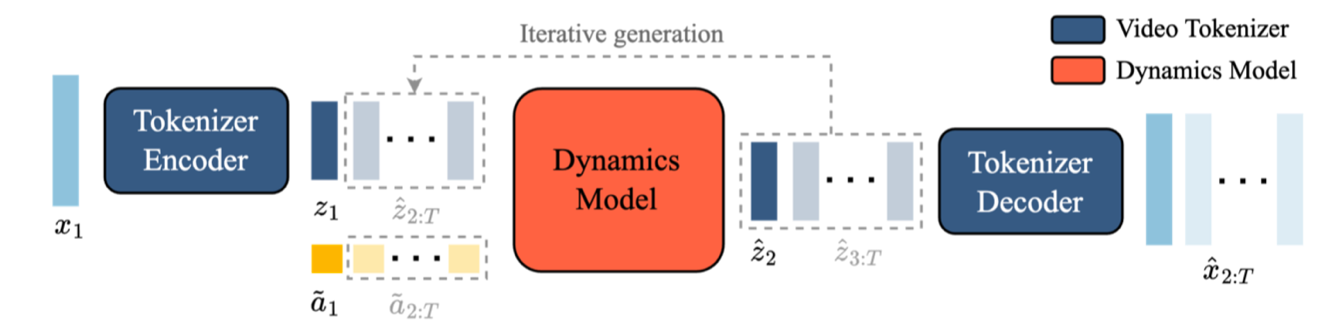 Iterative generation
Video Tokenizer
Dynamics Model
Tokenizer
Encoder
Dynamics
Model
Tokenizer
Decoder
x₁
z₁
ẑ₂:T
ã₁
ã₂:T
ẑ₂
ẑ₃:T
x̂₂:T